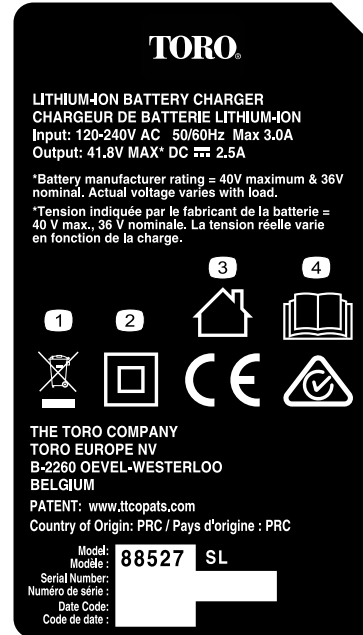 TORO.
LITHIUM-ION BATTERY CHARGER
CHARGEUR DE BATTERIE LITHIUM-ION
Input: 120-240V AC 50/60Hz Max 3.0A
Output: 41.8V MAX* DC ⎓ 2.5A
*Battery manufacturer rating = 40V maximum & 36V
nominal. Actual voltage varies with load.
*Tension indiquée par le fabricant de la batterie =
40 V max., 36 V nominale. La tension réelle varie
en fonction de la charge.
3 4
1 2
CE
THE TORO COMPANY
TORO EUROPE NV
B-2260 OEVEL-WESTERLOO
BELGIUM
PATENT: www.ttcopats.com
Country of Origin: PRC / Pays d'origine : PRC
Model: 88527 SL
Modèle :
Serial Number:
Numéro de série :
Date Code:
Code de date :